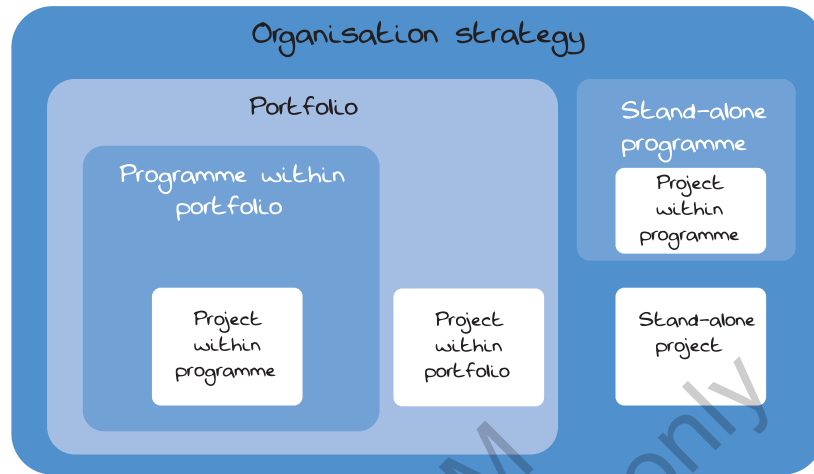 Organisation strategy
Portfolio
Programme within
portfolio
Project
within
programme
Project
within
portfolio
Stand-alone
programme
Project
within
programme
Stand-alone
project
only